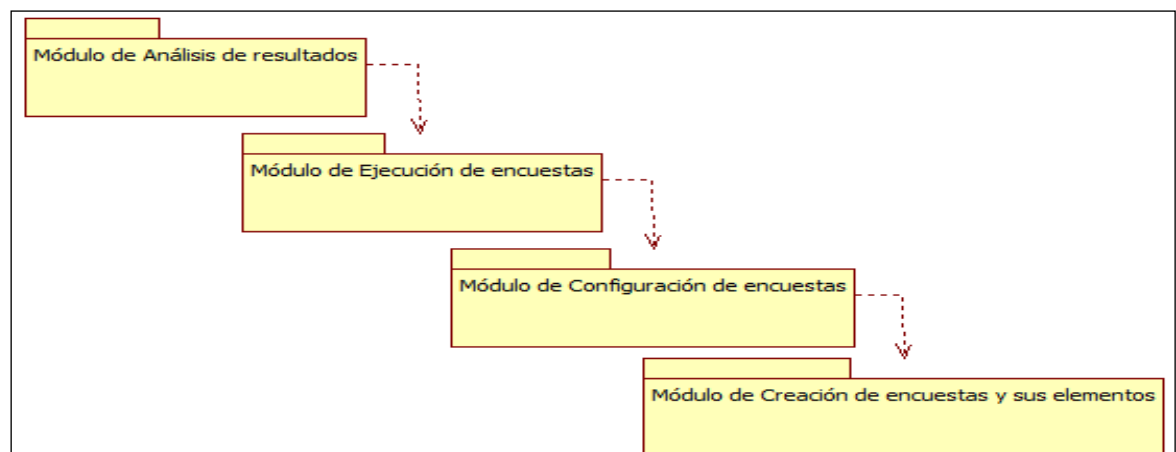 Módulo de Análisis de resultados
Módulo de Ejecución de encuestas
Módulo de Configuración de encuestas
Módulo de Creación de encuestas y sus elementos